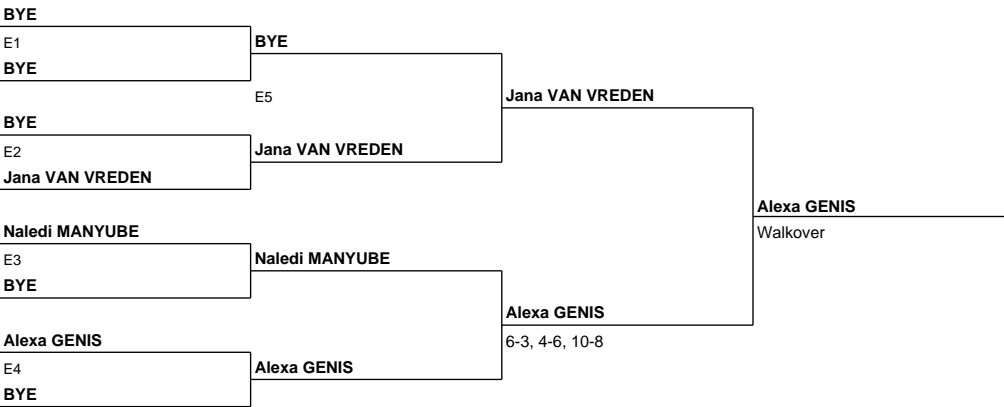 BYE
E1
BYE
BYE
E5
Jana VAN VREDEN
BYE
E2
Jana VAN VREDEN
Jana VAN VREDEN
Alexa GENIS
Walkover
Naledi MANYUBE
E3
Naledi MANYUBE
BYE
Alexa GENIS
6-3, 4-6, 10-8
Alexa GENIS
E4
Alexa GENIS
BYE